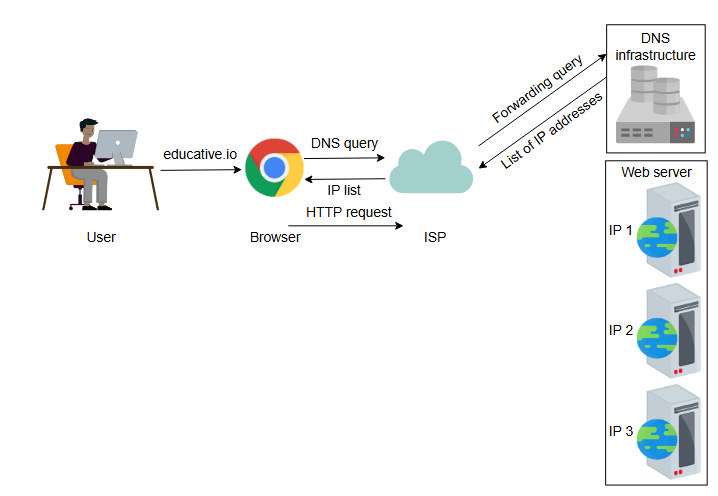 DNS
infrastructure
Forwarding query
List of IP addresses
educative.io
DNS query
IP list
HTTP request
User
Browser
ISP
Web server
IP 1
IP 2
IP 3